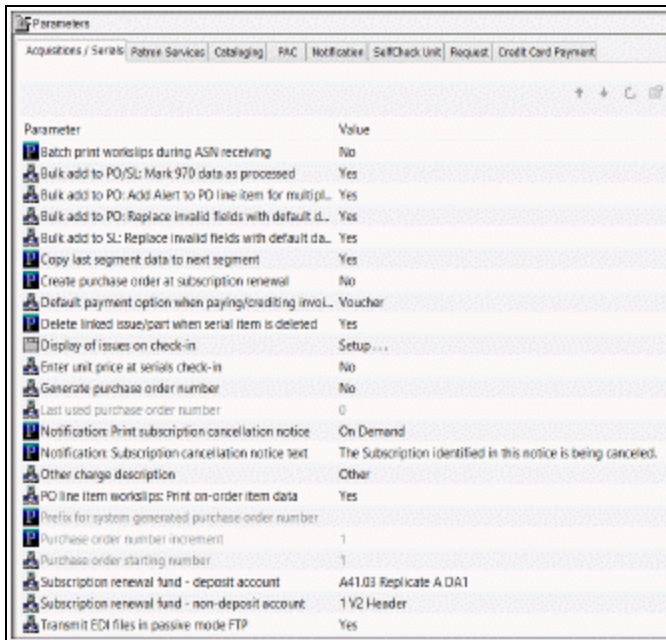 Parameters
Acquisitions / Serials Patron Services Cataloging PAC Notification SelfCheck Unit Request Credit Card Payment
Parameter Value
Batch print workslips during ASN receiving No
Bulk add to PO/SL: Mark 970 data as processed Yes
Bulk add to PO: Add Alert to PO line item for multipl... Yes
Bulk add to PO: Replace invalid fields with default d... Yes
Bulk add to SL: Replace invalid fields with default da... Yes
Copy last segment data to next segment Yes
Create purchase order at subscription renewal No
Default payment option when paying/crediting invoi... Voucher
Delete linked issue/part when serial item is deleted Yes
Display of issues on check-in Setup...
Enter unit price at serials check-in No
Generate purchase order number No
Last used purchase order number 0
Notification: Print subscription cancellation notice On Demand
Notification: Subscription cancellation notice text The Subscription identified in this notice is being canceled.
Other charge description Other
PO line item workslips: Print on-order item data Yes
Prefix for system generated purchase order number
Purchase order number increment 1
Purchase order starting number 1
Subscription renewal fund - deposit account A41.03 Replicate A DA1
Subscription renewal fund - non-deposit account Header
Transmit EDI files in passive mode FTP Yes